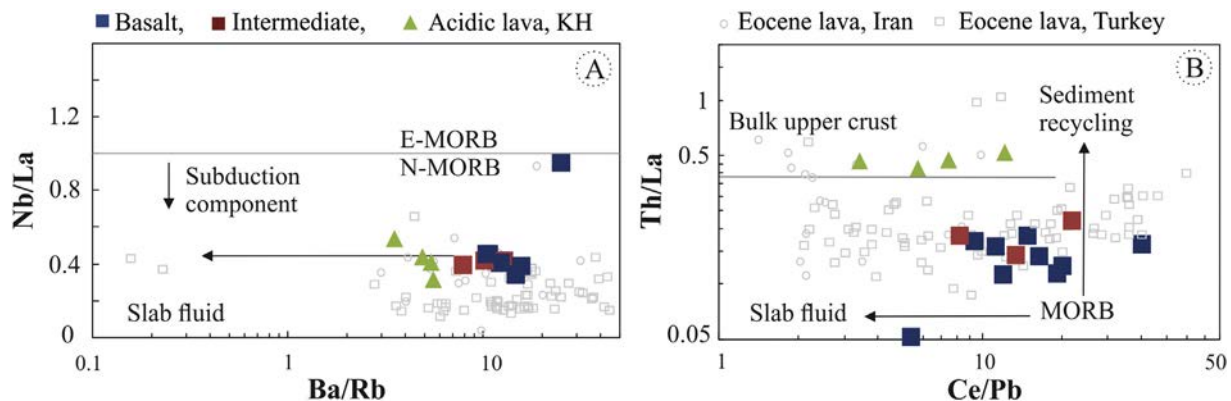 Basalt, Intermediate, Acidic lava, KH Eocene lava, Iran Eocene lava, Turkey
A
1.2
0.8
0.4
0
Nb/La
E-MORB
N-MORB
Subduction
component
Slab fluid
0.1 1 10
Ba/Rb
B
1
0.5
0.05
Th/La
Bulk upper crust
Sediment
recycling
Slab fluid
MORB
1 10 50
Ce/Pb